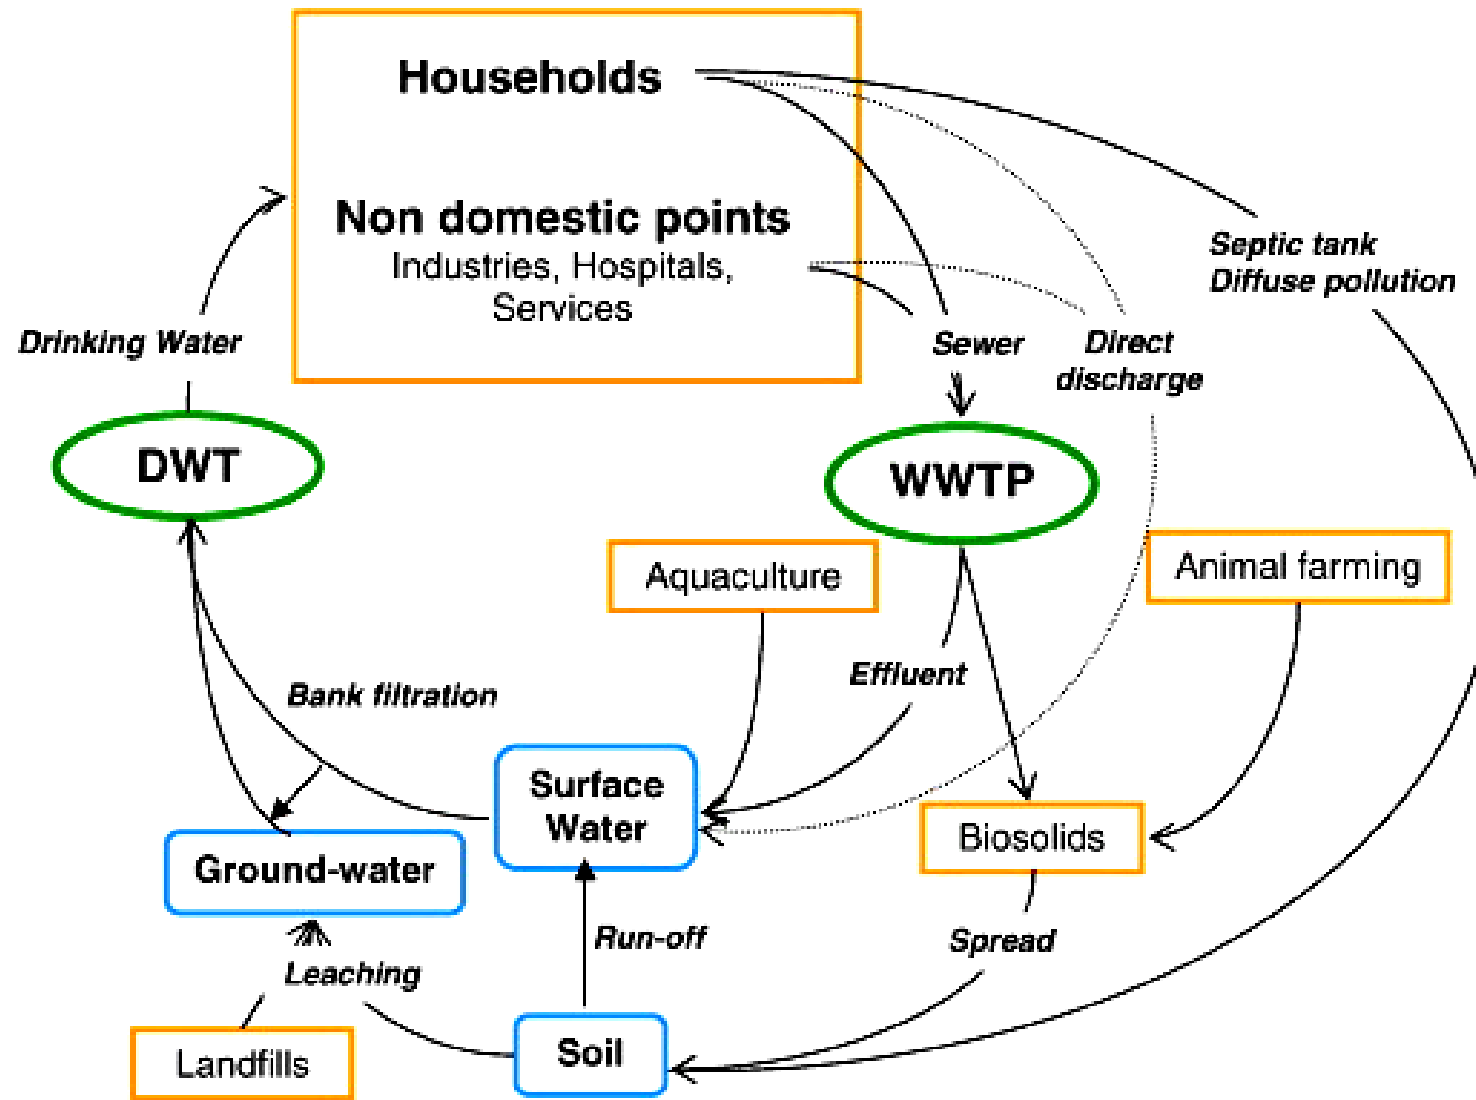 Households
Non domestic points
Industries, Hospitals,
Services
Septic tank
Diffuse pollution
Drinking Water
Sewer
Direct
discharge
DWT
WWTP
Aquaculture
Animal farming
Effluent
Bank filtration
Surface
Water
Biosolids
Ground-water
Run-off
Spread
Leaching
Soil
Landfills